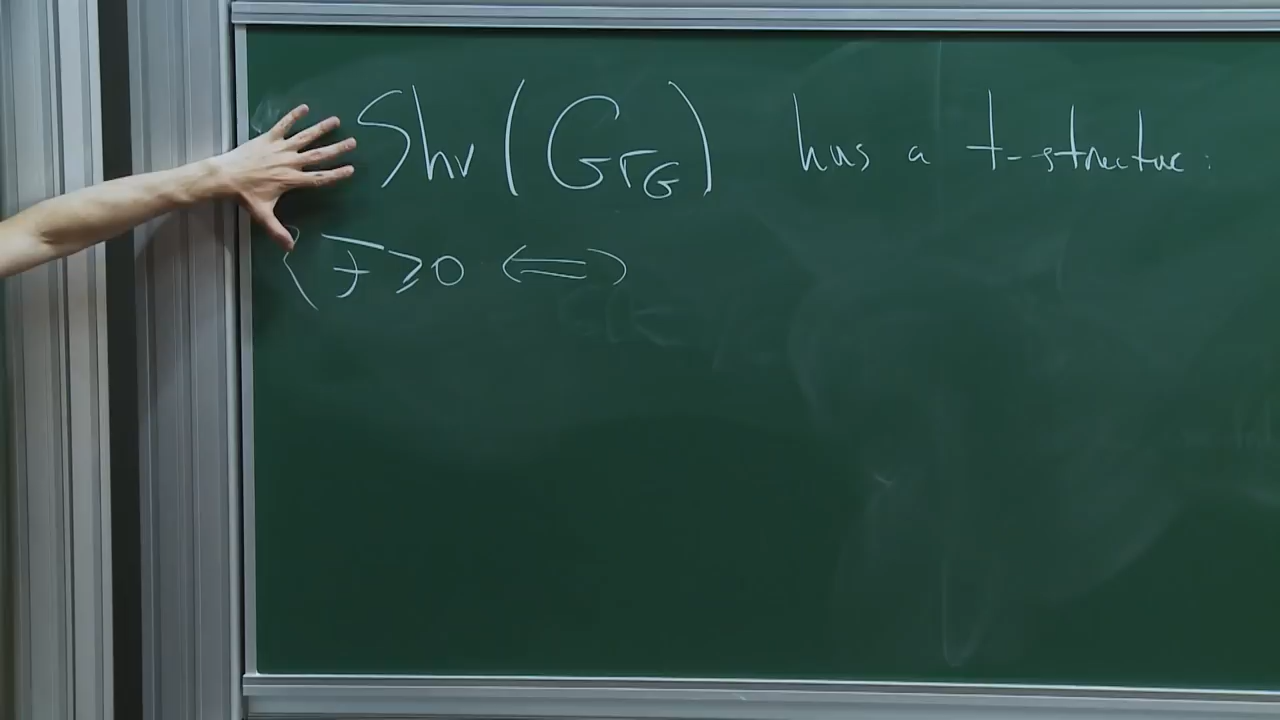 Shv(Gr_G) has a t-structure:
⟨ F ≥ 0 ⇐⇒